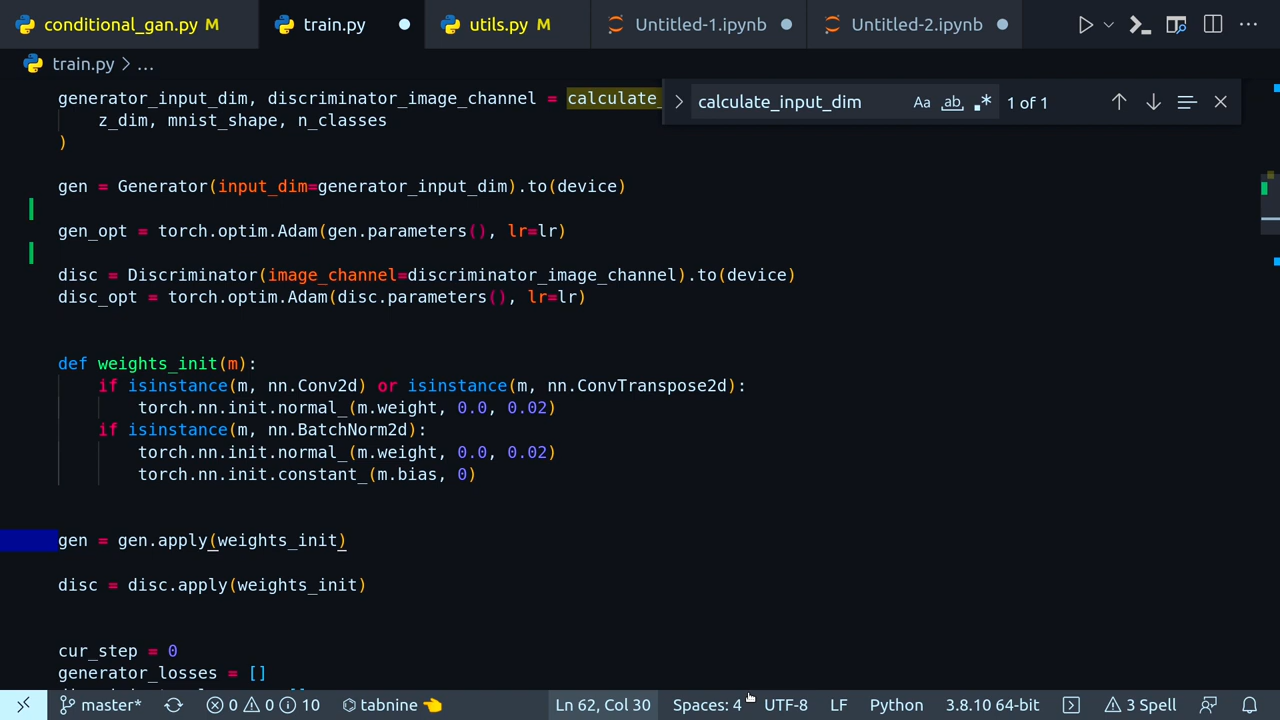 conditional_gan.py M train.py utils.py M Untitled-1.ipynb Untitled-2.ipynb
train.py > ...
generator_input_dim, discriminator_image_channel = calculate_
calculate_input_dim Aa ab .* 1 of 1
z_dim, mnist_shape, n_classes
)
gen = Generator(input_dim=generator_input_dim).to(device)
gen_opt = torch.optim.Adam(gen.parameters(), lr=lr)
disc = Discriminator(image_channel=discriminator_image_channel).to(device)
disc_opt = torch.optim.Adam(disc.parameters(), lr=lr)
def weights_init(m):
if isinstance(m, nn.Conv2d) or isinstance(m, nn.ConvTranspose2d):
torch.nn.init.normal_(m.weight, 0.0, 0.02)
if isinstance(m, nn.BatchNorm2d):
torch.nn.init.normal_(m.weight, 0.0, 0.02)
torch.nn.init.constant_(m.bias, 0)
gen = gen.apply(weights_init)
disc = disc.apply(weights_init)
cur_step = 0
generator_losses = []
master* 0 0 10 tabnine Ln 62, Col 30 Spaces: 4 UTF-8 LF Python 3.8.10 64-bit 3 Spell